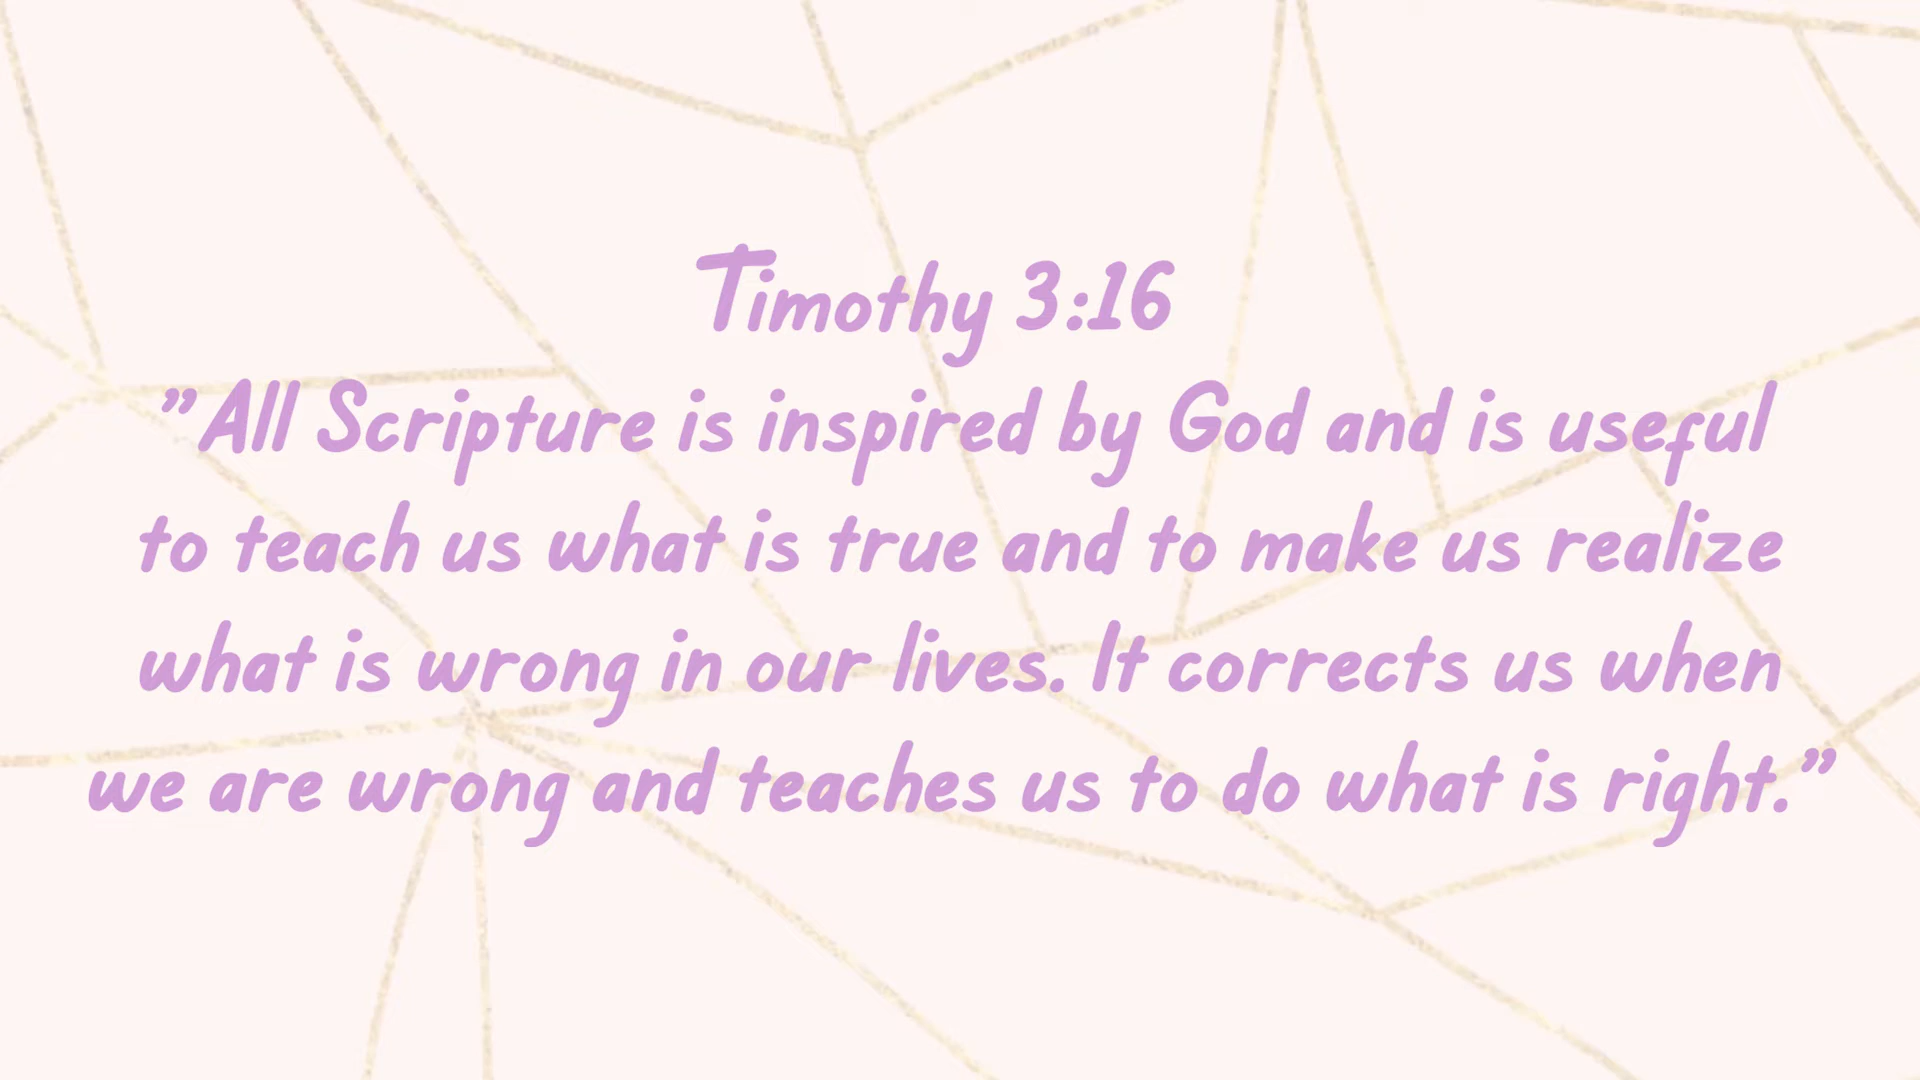 Timothy 3:16
”All Scripture is inspired by God and is useful
to teach us what is true and to make us realize
what is wrong in our lives. It corrects us when
we are wrong and teaches us to do what is right.”